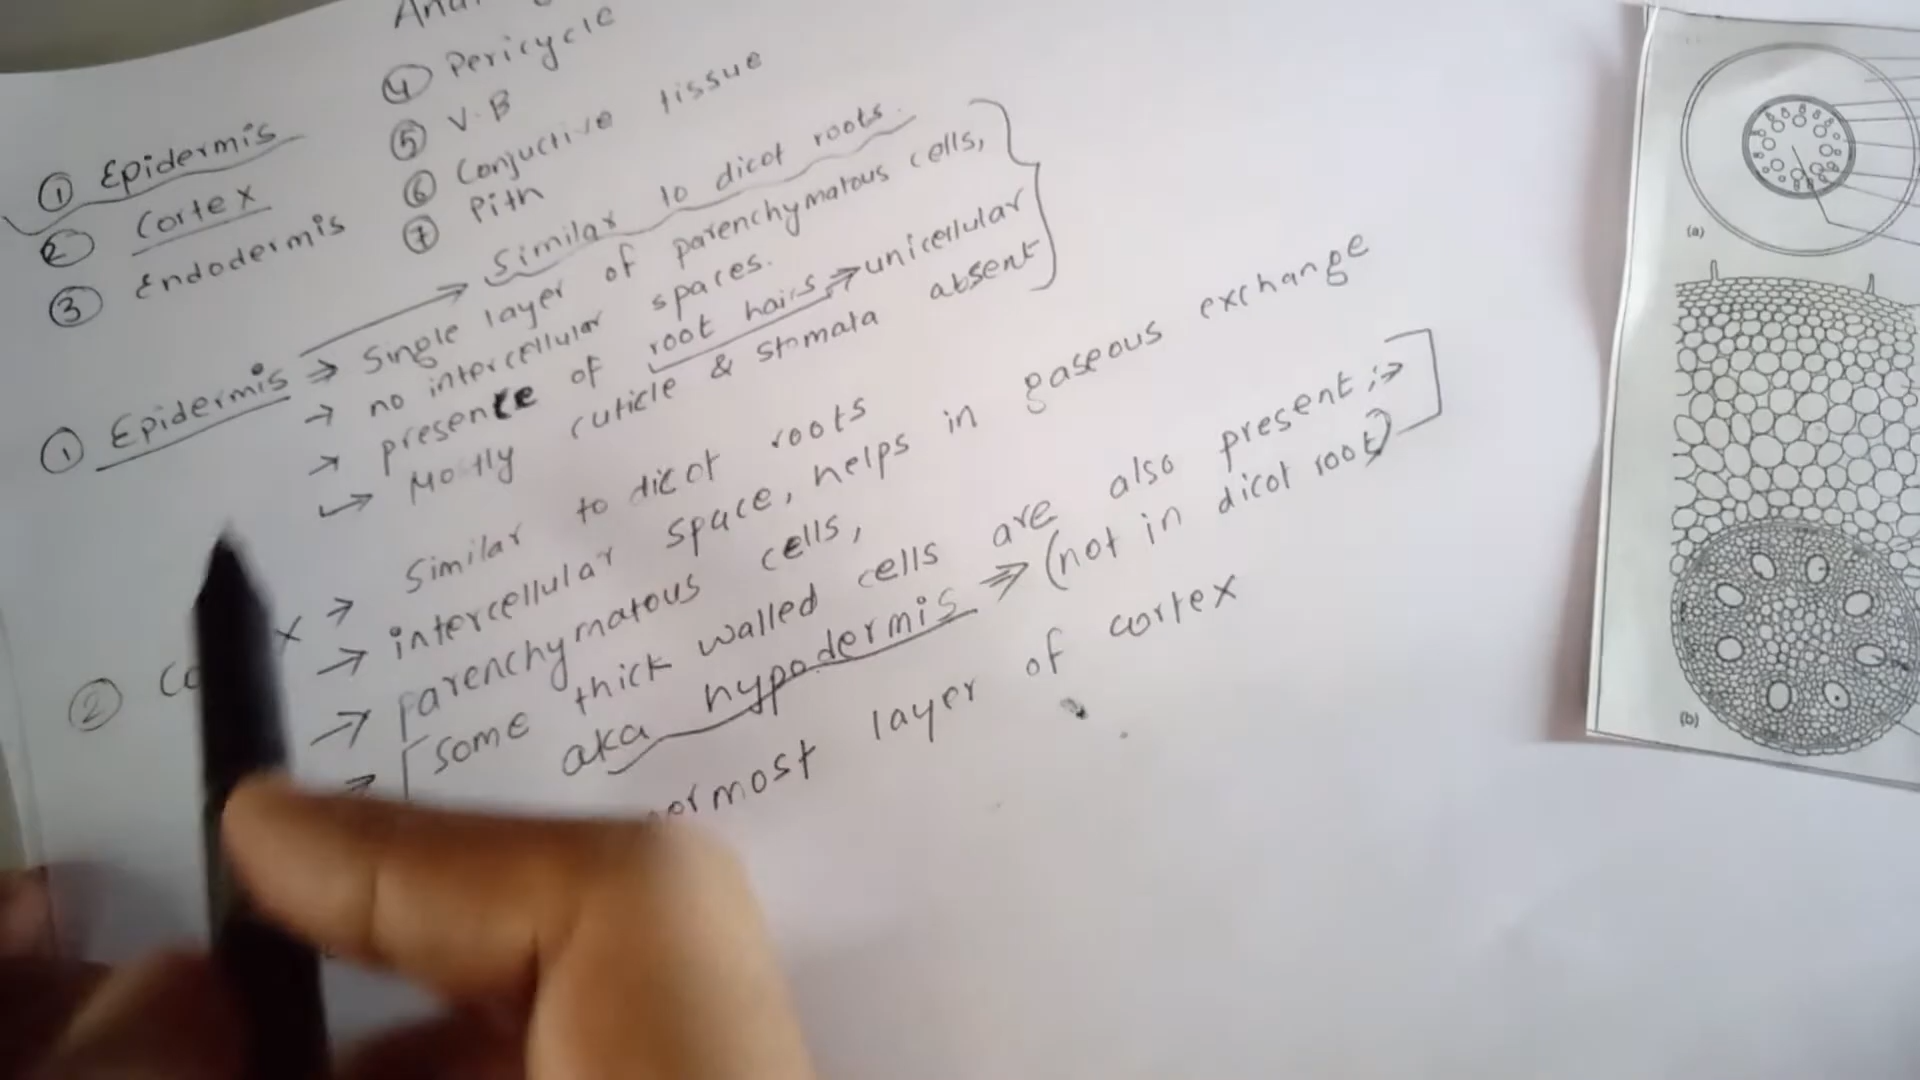 ① Epidermis
② Cortex
③ Endodermis
④ Pericycle
⑤ V.B
⑥ Conjuctive tissue
⑦ Pith
① Epidermis → Similar to dicot roots.
⇒ Single layer of parenchymatous cells,
→ no intercellular spaces.
→ presence of root hairs → unicellular
→ Mostly cuticle & stomata absent
② → Similar to dicot roots
→ intercellular space, helps in gaseous exchange
→ parenchymatous cells,
→ [some thick walled cells are also present; →]
aka hypodermis ⇒ (not in dicot root)
layer of cortex
(a)
(b)